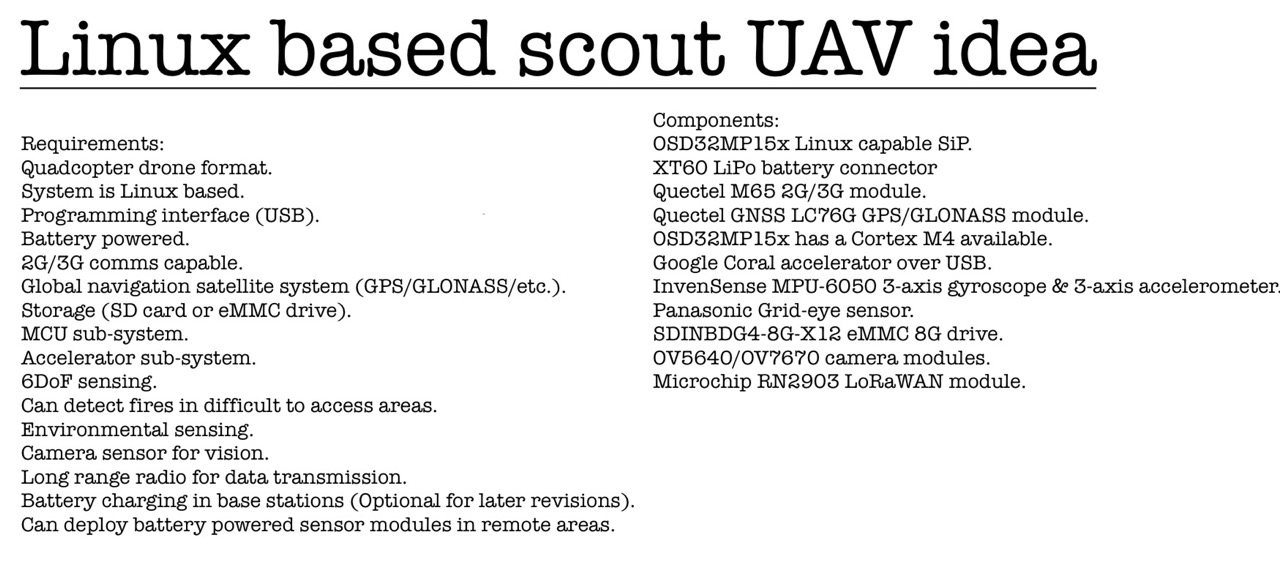 Linux based scout UAV idea
Requirements:
Quadcopter drone format.
System is Linux based.
Programming interface (USB).
Battery powered.
2G/3G comms capable.
Global navigation satellite system (GPS/GLONASS/etc.).
Storage (SD card or eMMC drive).
MCU sub-system.
Accelerator sub-system.
6DoF sensing.
Can detect fires in difficult to access areas.
Environmental sensing.
Camera sensor for vision.
Long range radio for data transmission.
Battery charging in base stations (Optional for later revisions).
Can deploy battery powered sensor modules in remote areas.
Components:
OSD32MP15x Linux capable SiP.
XT60 LiPo battery connector
Quectel M65 2G/3G module.
Quectel GNSS LC76G GPS/GLONASS module.
OSD32MP15x has a Cortex M4 available.
Google Coral accelerator over USB.
InvenSense MPU-6050 3-axis gyroscope & 3-axis accelerometer.
Panasonic Grid-eye sensor.
SDINBDG4-8G-X12 eMMC 8G drive.
OV5640/OV7670 camera modules.
Microchip RN2903 LoRaWAN module.